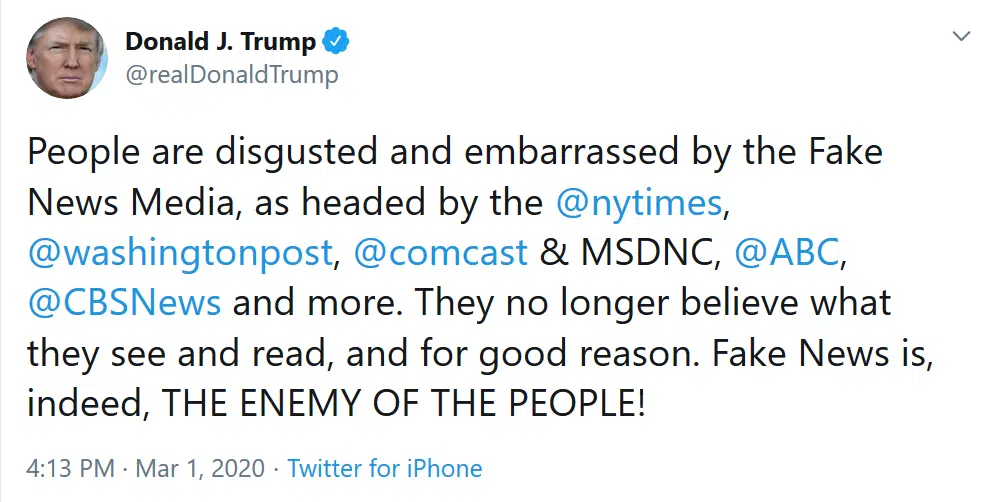 Donald J. Trump
@realDonaldTrump
People are disgusted and embarrassed by the Fake
News Media, as headed by the @nytimes,
@washingtonpost, @comcast & MSDNC, @ABC,
@CBSNews and more. They no longer believe what
they see and read, and for good reason. Fake News is,
indeed, THE ENEMY OF THE PEOPLE!
4:13 PM · Mar 1, 2020 · Twitter for iPhone